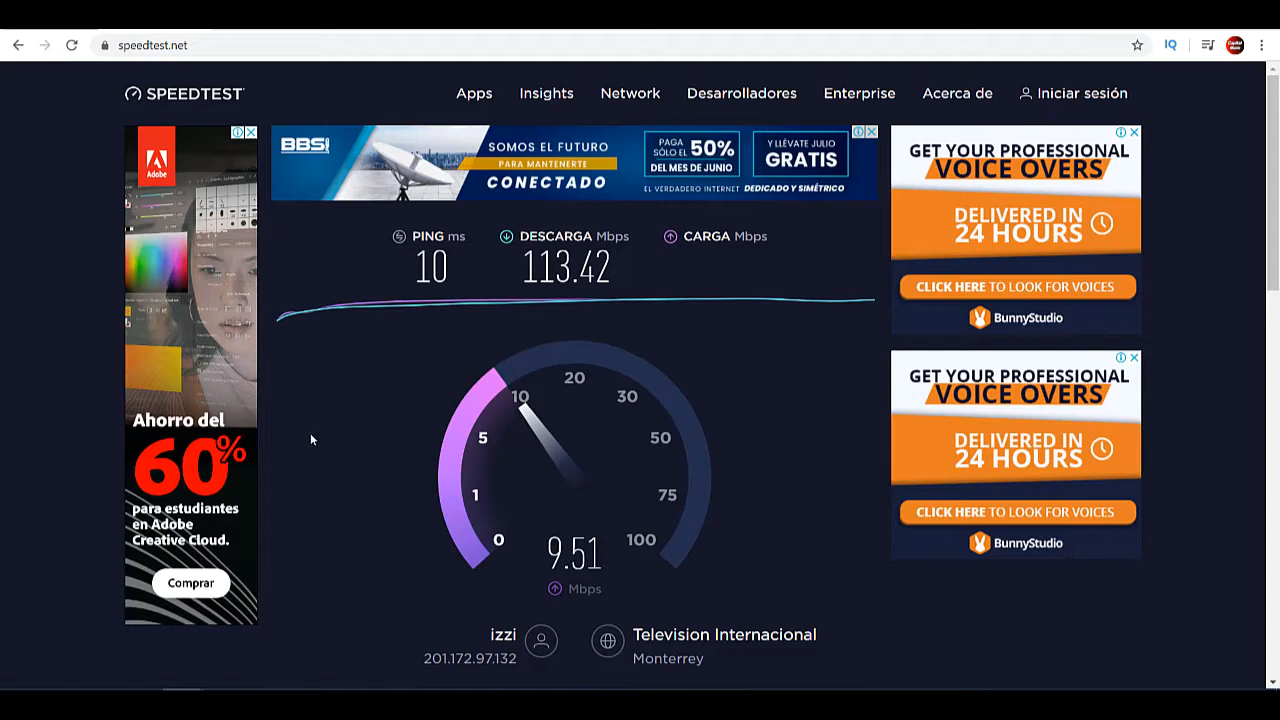 speedtest.net
IQ
SPEEDTEST
Apps
Insights
Network
Desarrolladores
Enterprise
Acerca de
Iniciar sesión
Adobe
Ahorro del
60%
para estudiantes
en Adobe
Creative Cloud.
Comprar
BBS
SOMOS EL FUTURO
PARA MANTENERTE
CONECTADO
PAGA
SÓLO EL 50%
DEL MES DE JUNIO
Y LLÉVATE JULIO
GRATIS
EL VERDADERO INTERNET DEDICADO Y SIMÉTRICO
PING ms
10
DESCARGA Mbps
113.42
CARGA Mbps
0
1
5
10
20
30
50
75
100
9.51
Mbps
izzi
201.172.97.132
Television Internacional
Monterrey
GET YOUR PROFESSIONAL
VOICE OVERS
DELIVERED IN
24 HOURS
CLICK HERE TO LOOK FOR VOICES
BunnyStudio
GET YOUR PROFESSIONAL
VOICE OVERS
DELIVERED IN
24 HOURS
CLICK HERE TO LOOK FOR VOICES
BunnyStudio